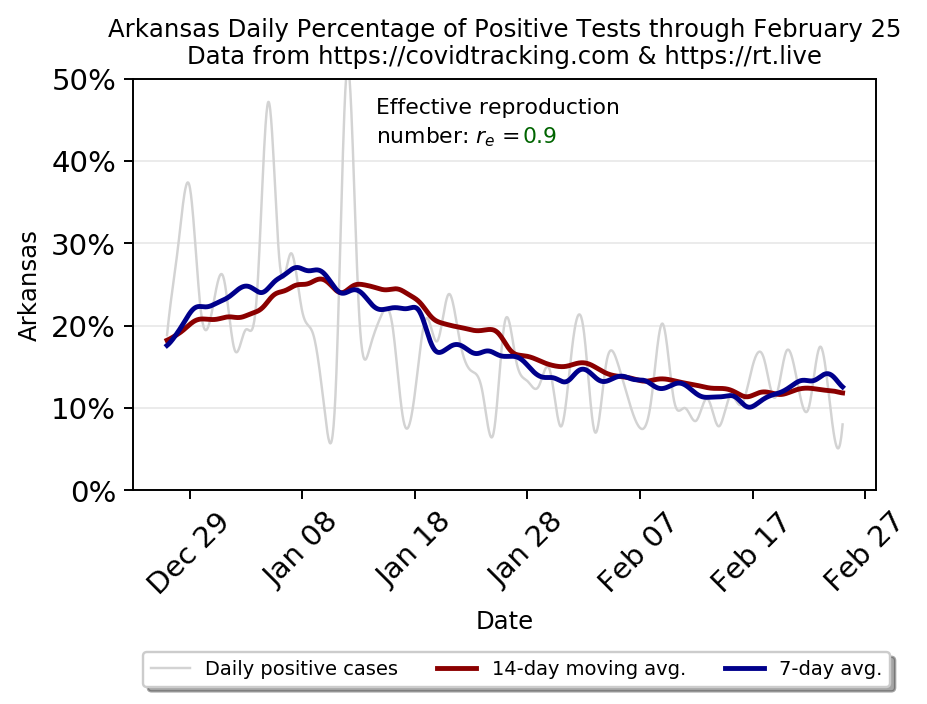 Arkansas Daily Percentage of Positive Tests through February 25
Data from https://covidtracking.com & https://rt.live
50%
40%
30%
20%
10%
0%
Arkansas
Effective reproduction
number: rₑ =0.9
Dec 29
Jan 08
Jan 18
Jan 28
Feb 07
Feb 17
Feb 27
Date
Daily positive cases
14-day moving avg.
7-day avg.